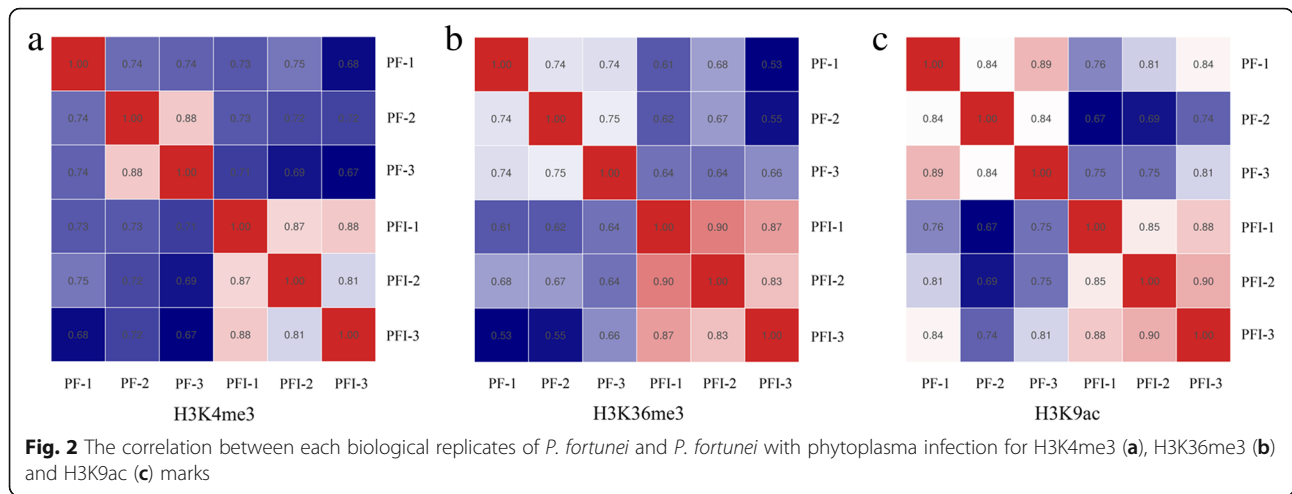 a
1.00 0.74 0.74 0.73 0.75 0.68 PF-1
0.74 1.00 0.88 0.73 PF-2
0.74 0.88 1.00 0.69 0.67 PF-3
0.73 0.73 1.00 0.87 0.88 PFI-1
0.75 0.69 0.87 1.00 0.81 PFI-2
0.68 0.67 0.88 0.81 1.00 PFI-3
PF-1 PF-2 PF-3 PFI-1 PFI-2 PFI-3
H3K4me3
b
1.00 0.74 0.74 0.61 0.68 0.53 PF-1
0.74 1.00 0.75 0.62 0.67 0.55 PF-2
0.74 0.75 1.00 0.64 0.64 0.66 PF-3
0.61 0.62 0.64 1.00 0.90 0.87 PFI-1
0.68 0.67 0.64 0.90 1.00 0.83 PFI-2
0.53 0.55 0.66 0.87 0.83 1.00 PFI-3
PF-1 PF-2 PF-3 PFI-1 PFI-2 PFI-3
H3K36me3
c
1.00 0.84 0.89 0.76 0.81 0.84 PF-1
0.84 1.00 0.84 0.67 0.69 0.74 PF-2
0.89 0.84 1.00 0.75 0.75 0.81 PF-3
0.76 0.67 0.75 1.00 0.85 0.88 PFI-1
0.81 0.69 0.75 0.85 1.00 0.90 PFI-2
0.84 0.74 0.81 0.88 0.90 1.00 PFI-3
PF-1 PF-2 PF-3 PFI-1 PFI-2 PFI-3
H3K9ac
Fig. 2 The correlation between each biological replicates of P. fortunei and P. fortunei with phytoplasma infection for H3K4me3 (a), H3K36me3 (b)
and H3K9ac (c) marks